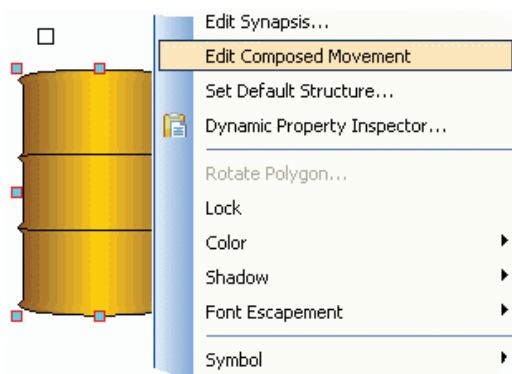 Edit Synapsis...
Edit Composed Movement
Set Default Structure...
Dynamic Property Inspector...
Rotate Polygon...
Lock
Color
Shadow
Font Escapement
Symbol